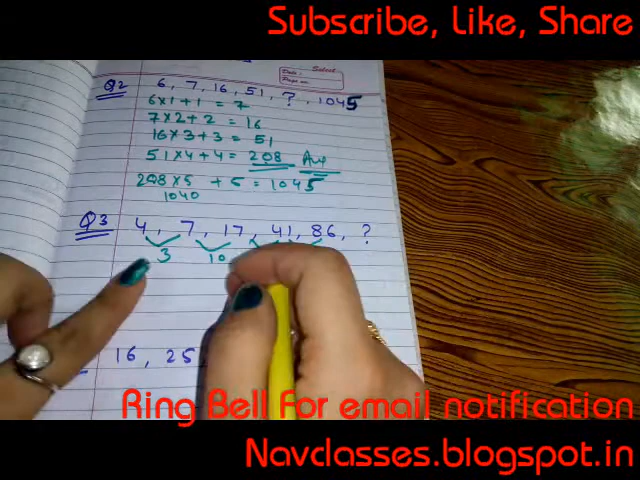 Subscribe, Like, Share
Select
Date :
Page no:
Q2 6, 7, 16, 51, ?, 1045
6x1+1 = 7
7x2+2 = 16
16x3+3 = 51
51x4+4 = 208 Ans
208x5 + 5 = 1045
1040
Q3 4, 7, 17, 41, 86, ?
3 10
16, 25
Ring Bell For email notification
Navclasses.blogspot.in